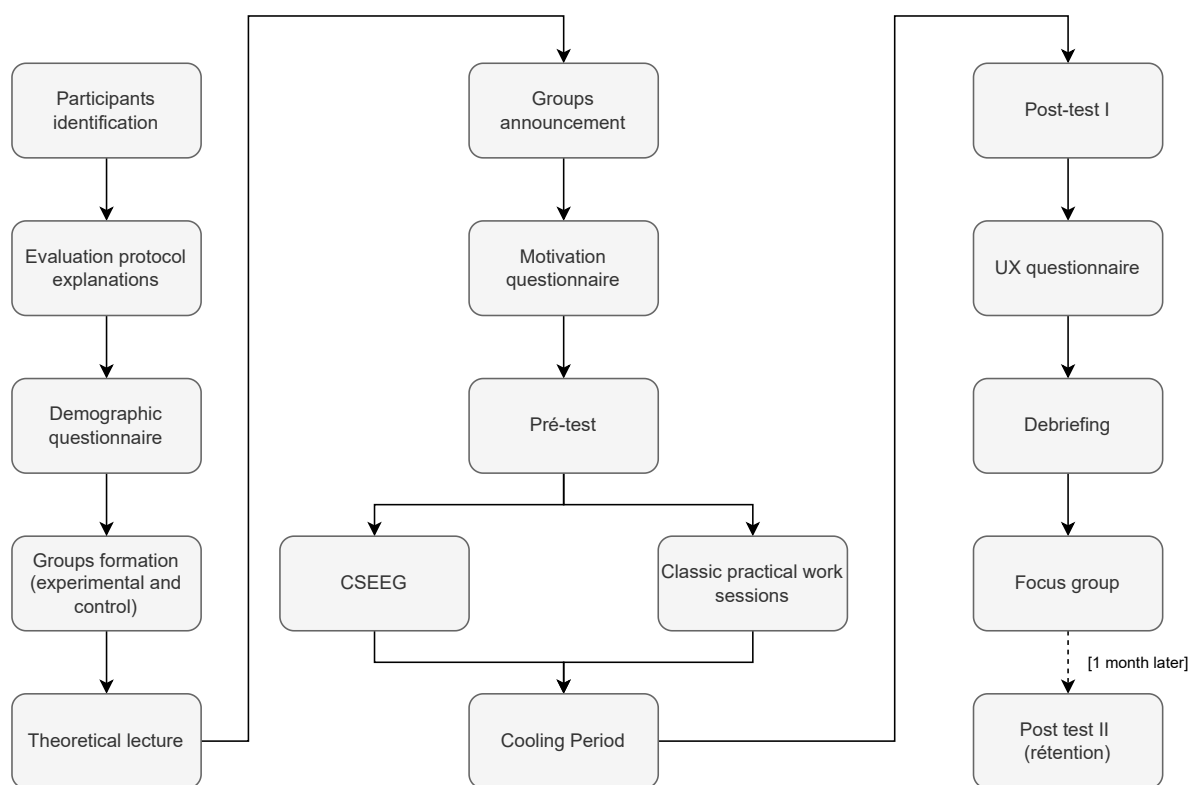 Participants
identification
Evaluation protocol
explanations
Demographic
questionnaire
Groups formation
(experimental and
control)
Theoretical lecture
Groups
announcement
Motivation
questionnaire
Pré-test
CSEEG
Classic practical work
sessions
Cooling Period
Post-test I
UX questionnaire
Debriefing
Focus group
[1 month later]
Post test II
(rétention)